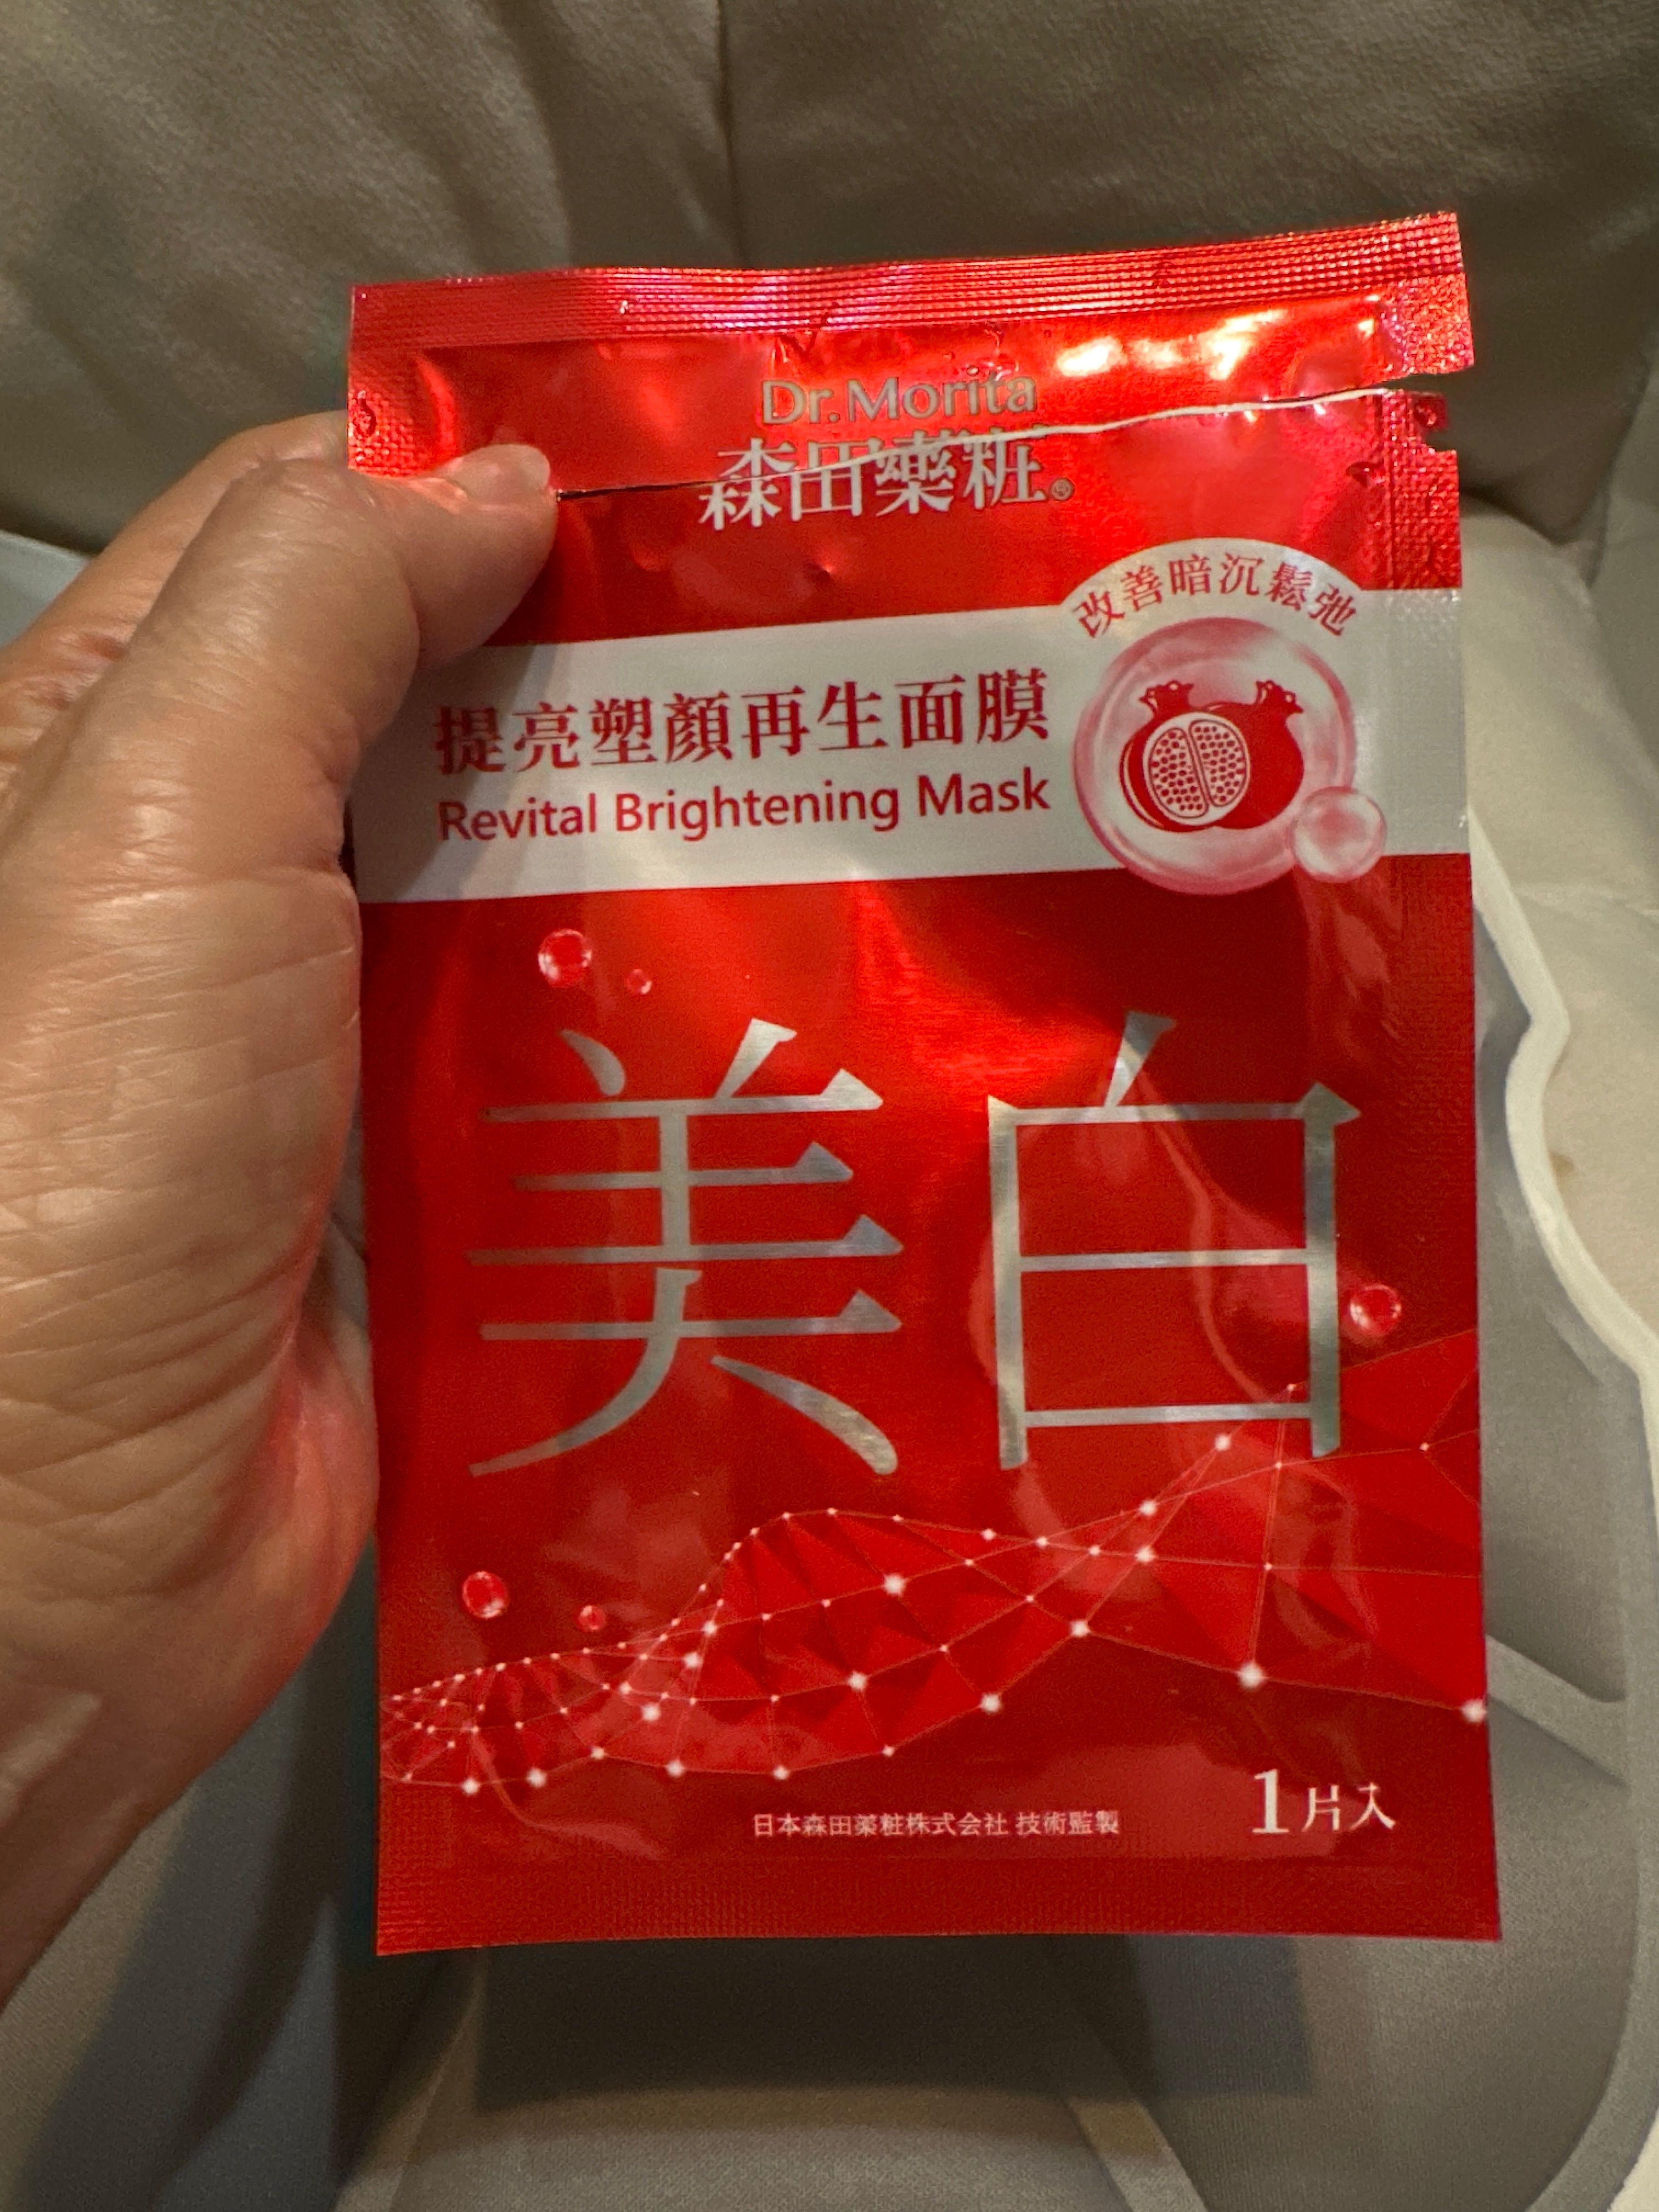 Dr.Morita
森田藥粧®
改善暗沉鬆弛
提亮塑顏再生面膜
Revital Brightening Mask
美白
日本森田薬粧株式会社 技術監製
1片入